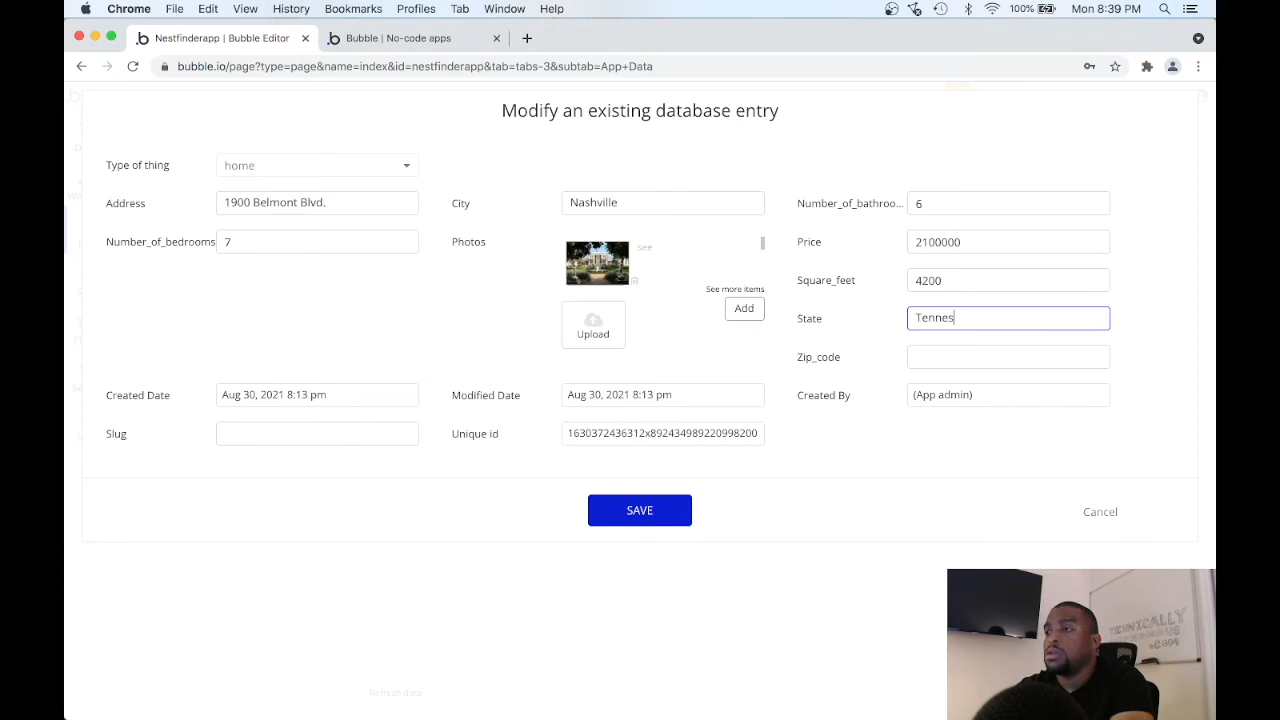 Chrome File Edit View History Bookmarks Profiles Tab Window Help 100% Mon 8:39 PM
Nestfinderapp | Bubble Editor Bubble | No-code apps
bubble.io/page?type=page&name=index&id=nestfinderapp&tab=tabs-3&subtab=App+Data
Modify an existing database entry
Type of thing home
Address 1900 Belmont Blvd. City Nashville Number_of_bathroo... 6
Number_of_bedrooms 7 Photos see Price 2100000
Square_feet 4200
See more items
Add
Upload
State Tennes
Zip_code
Created Date Aug 30, 2021 8:13 pm Modified Date Aug 30, 2021 8:13 pm Created By (App admin)
Slug Unique id 1630372436312x892434989220998200
SAVE Cancel
Refresh data
TECHNICALLY
.COM